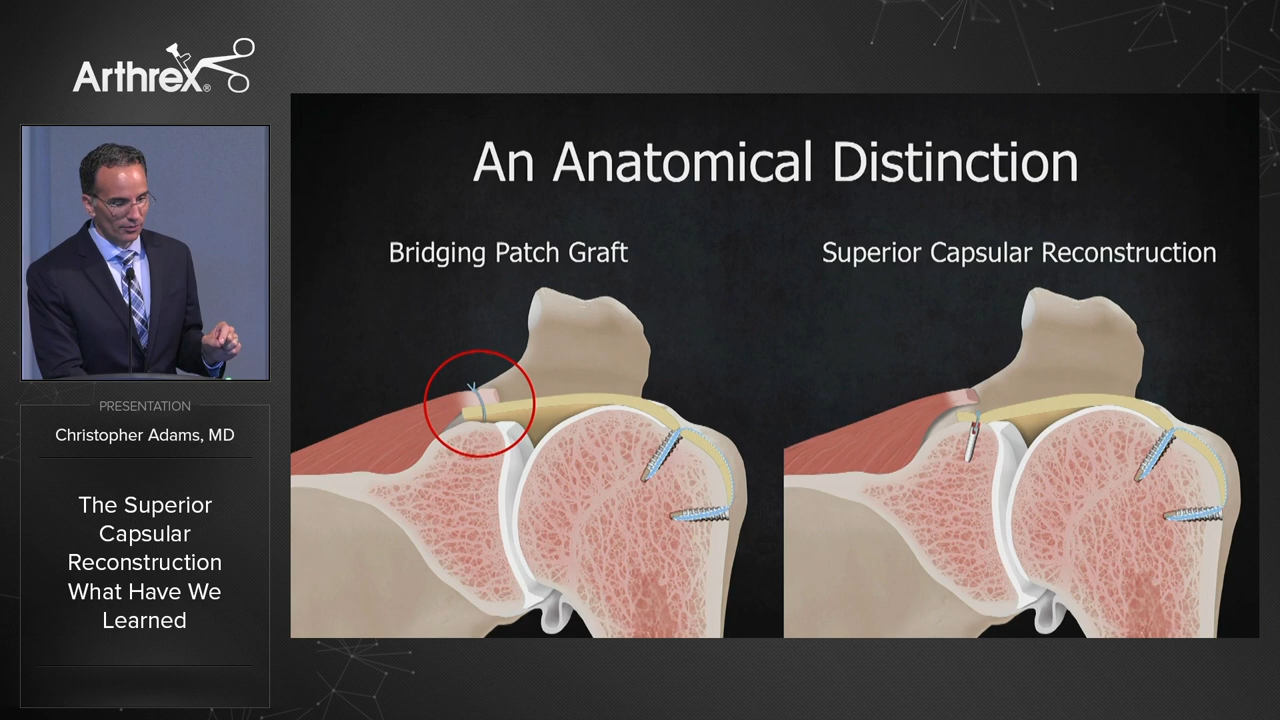 Arthrex®
PRESENTATION
Christopher Adams, MD
The Superior
Capsular
Reconstruction
What Have We
Learned
An Anatomical Distinction
Bridging Patch Graft
Superior Capsular Reconstruction